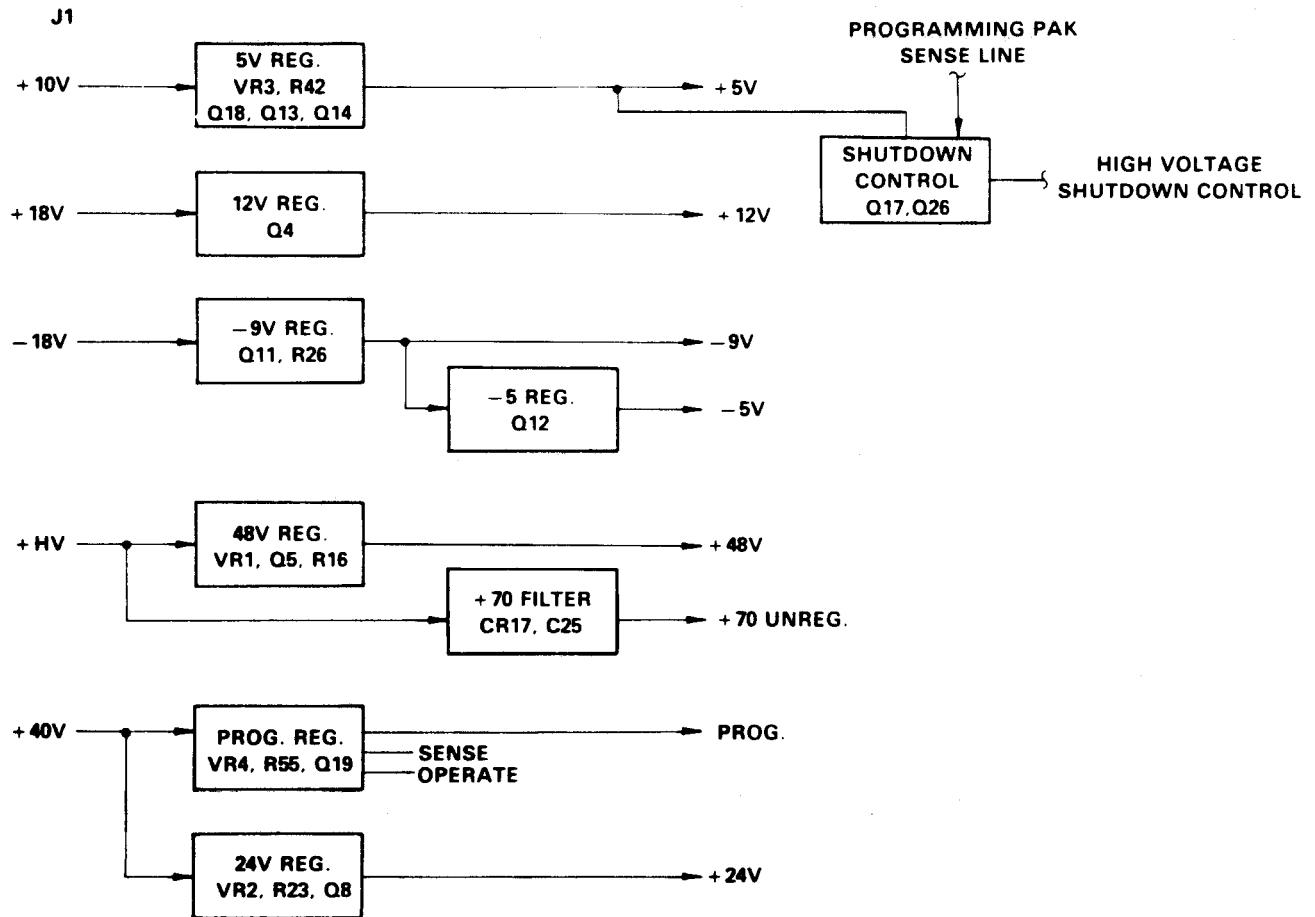 J1
PROGRAMMING PAK
SENSE LINE
+10V
5V REG.
VR3, R42
Q18, Q13, Q14
+5V
SHUTDOWN
CONTROL
Q17,Q26
HIGH VOLTAGE
SHUTDOWN CONTROL
+18V
12V REG.
Q4
+12V
−18V
−9V REG.
Q11, R26
−9V
−5 REG.
Q12
−5V
+HV
48V REG.
VR1, Q5, R16
+48V
+70 FILTER
CR17, C25
+70 UNREG.
+40V
PROG. REG.
VR4, R55, Q19
PROG.
SENSE
OPERATE
24V REG.
VR2, R23, Q8
+24V